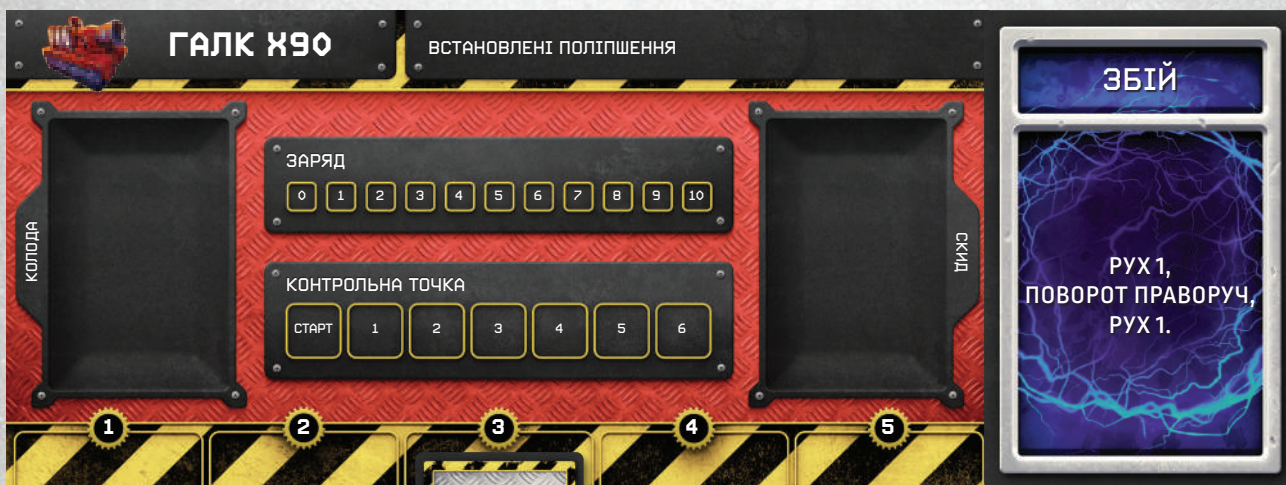 ГАЛК X90
ВСТАНОВЛЕНІ ПОЛІПШЕННЯ
КОЛОДА
ЗАРЯД
0 1 2 3 4 5 6 7 8 9 10
КОНТРОЛЬНА ТОЧКА
СТАРТ 1 2 3 4 5 6
СКИД
1 2 3 4 5
ЗБІЙ
РУХ 1,
ПОВОРОТ ПРАВОРУЧ,
РУХ 1.